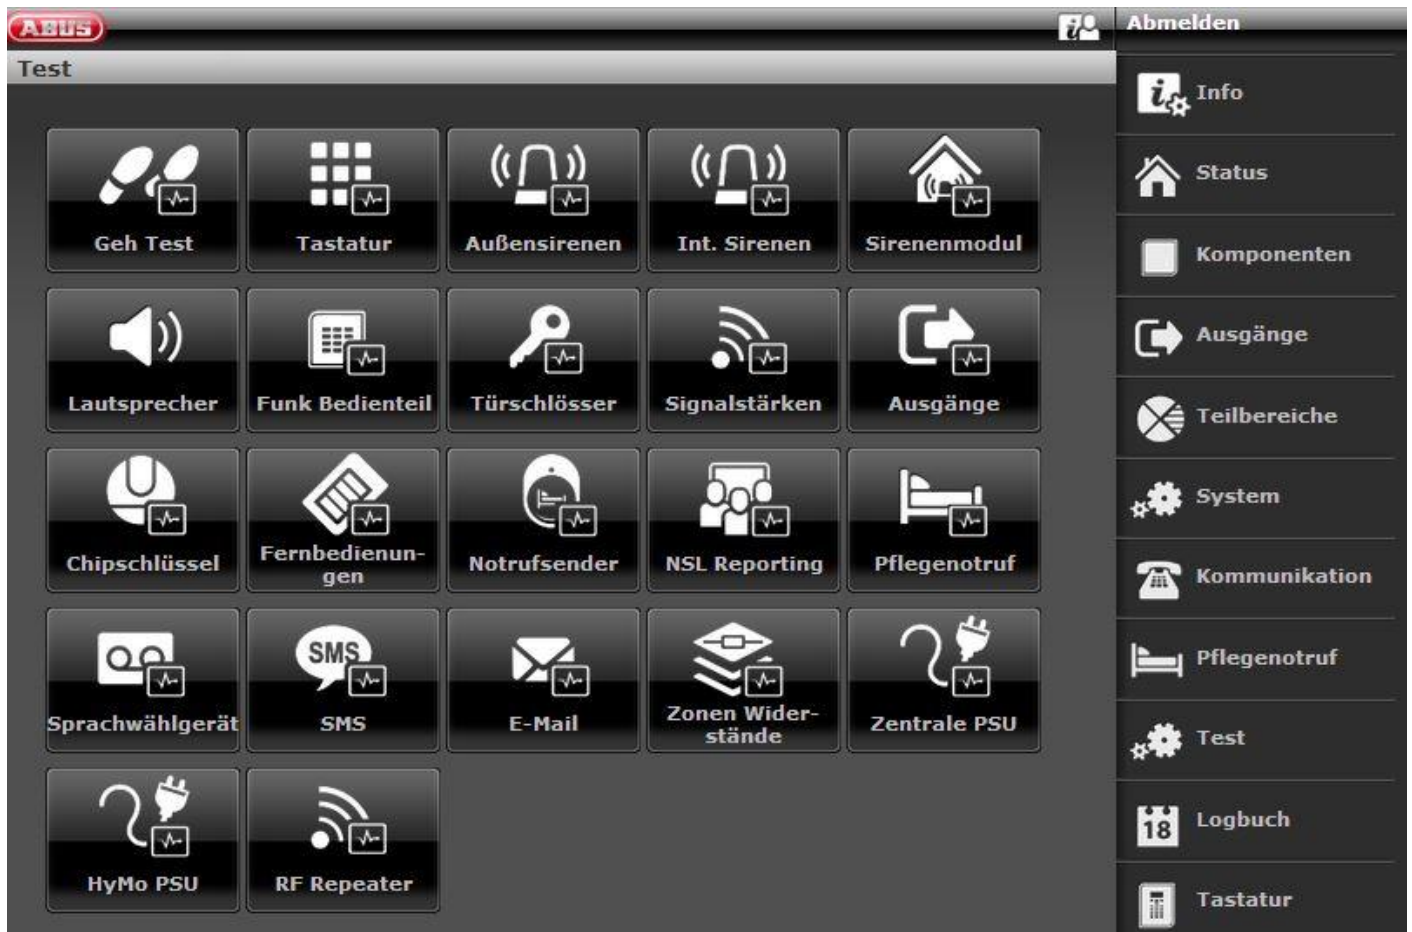 ABUS
Abmelden
Test
Geh Test
Tastatur
Außensirenen
Int. Sirenen
Sirenenmodul
Lautsprecher
Funk Bedienteil
Türschlösser
Signalstärken
Ausgänge
Chipschlüssel
Fernbedienun-
gen
Notrufsender
NSL Reporting
Pflegenotruf
Sprachwählgerät
SMS
SMS
E-Mail
Zonen Wider-
stände
Zentrale PSU
HyMo PSU
RF Repeater
Info
Status
Komponenten
Ausgänge
Teilbereiche
System
Kommunikation
Pflegenotruf
Test
18
Logbuch
Tastatur